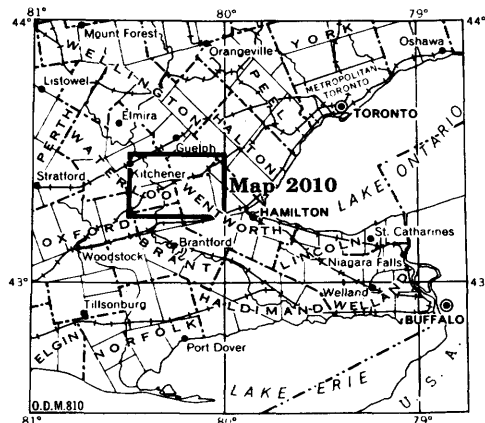 81° 80° 79°
44° 44°
Mount Forest
Orangeville
YORK
Oshawa
WELLINGTON
PEEL
METROPOLITAN
TORONTO
Listowel
Elmira
HALTON
TORONTO
PERTH
Guelph
LAKE ONTARIO
Stratford
Kitchener
Map 2010
WATERLOO
WENTWORTH
HAMILTON
OXFORD
St. Catharines
LINCOLN
Brantford
BRANT
Niagara Falls
Woodstock
43° 43°
Welland
WELLAND
HALDIMAND
Tillsonburg
BUFFALO
NORFOLK
ELGIN
Port Dover
U.S.A.
LAKE ERIE
O.D.M.810
81° 80° 79°